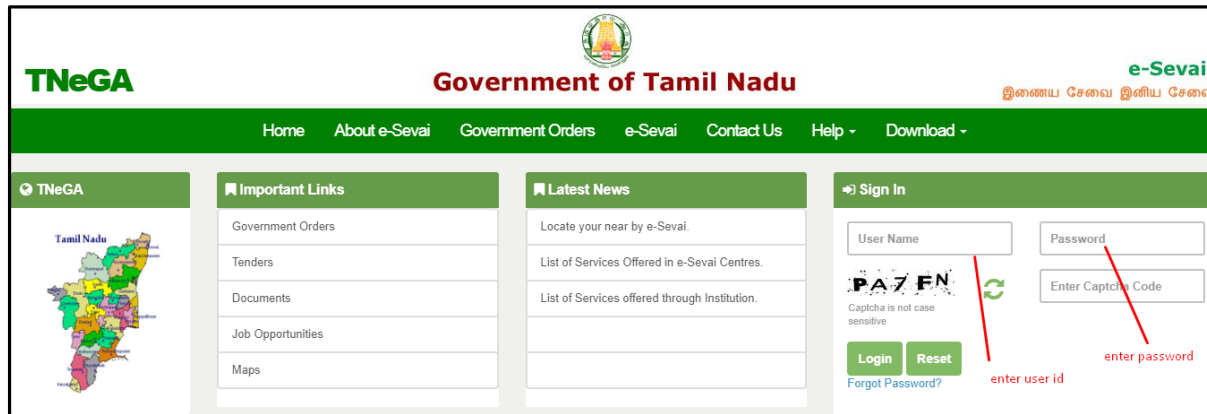 TNeGA
Government of Tamil Nadu
e-Sevai
இணைய சேவை இனிய சேவை
Home About e-Sevai Government Orders e-Sevai Contact Us Help Download
TNeGA
Tamil Nadu
Important Links
Government Orders
Tenders
Documents
Job Opportunities
Maps
Latest News
Locate your near by e-Sevai.
List of Services Offered in e-Sevai Centres.
List of Services offered through Institution.
Sign In
User Name Password
PA7FN
Enter Captcha Code
Captcha is not case
sensitive
Login Reset
Forgot Password?
enter user id
enter password